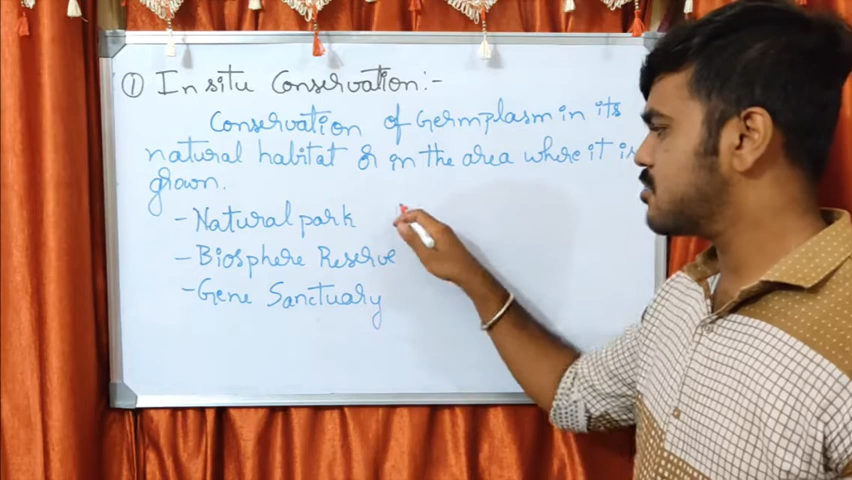 ① In situ Conservation :-
Conservation of Germplasm in its
natural habitat or in the area where it is
grown.
- Natural park
- Biosphere Reserve
- Gene Sanctuary